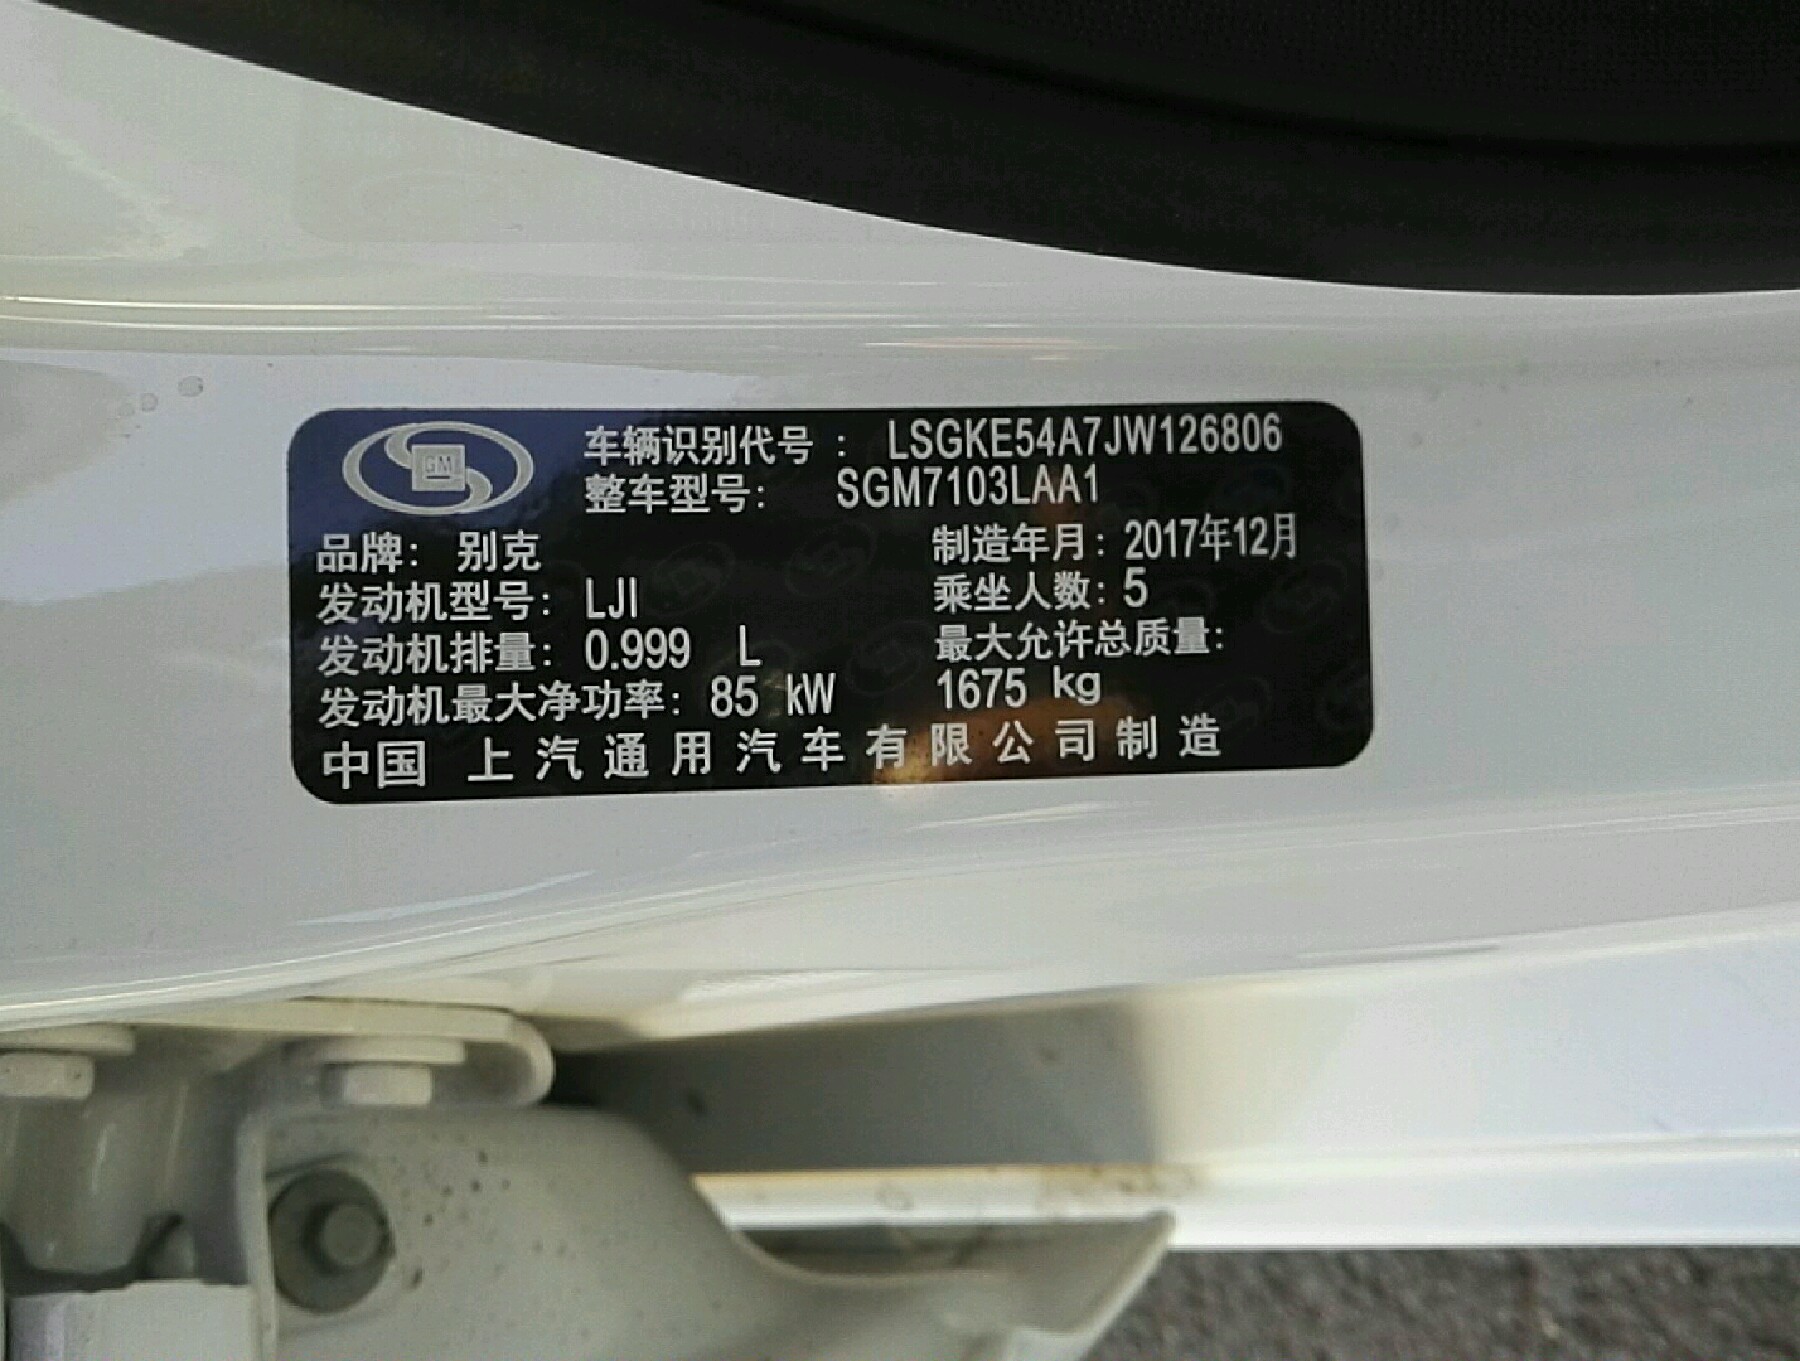 GM
车辆识别代号： LSGKE54A7JW126806
整车型号： SGM7103LAA1
品牌： 别克 制造年月：2017年12月
发动机型号： LJI 乘坐人数：5
发动机排量： 0.999 L 最大允许总质量：
发动机最大净功率：85 kW 1675 kg
中国 上汽通用汽车有限公司制造